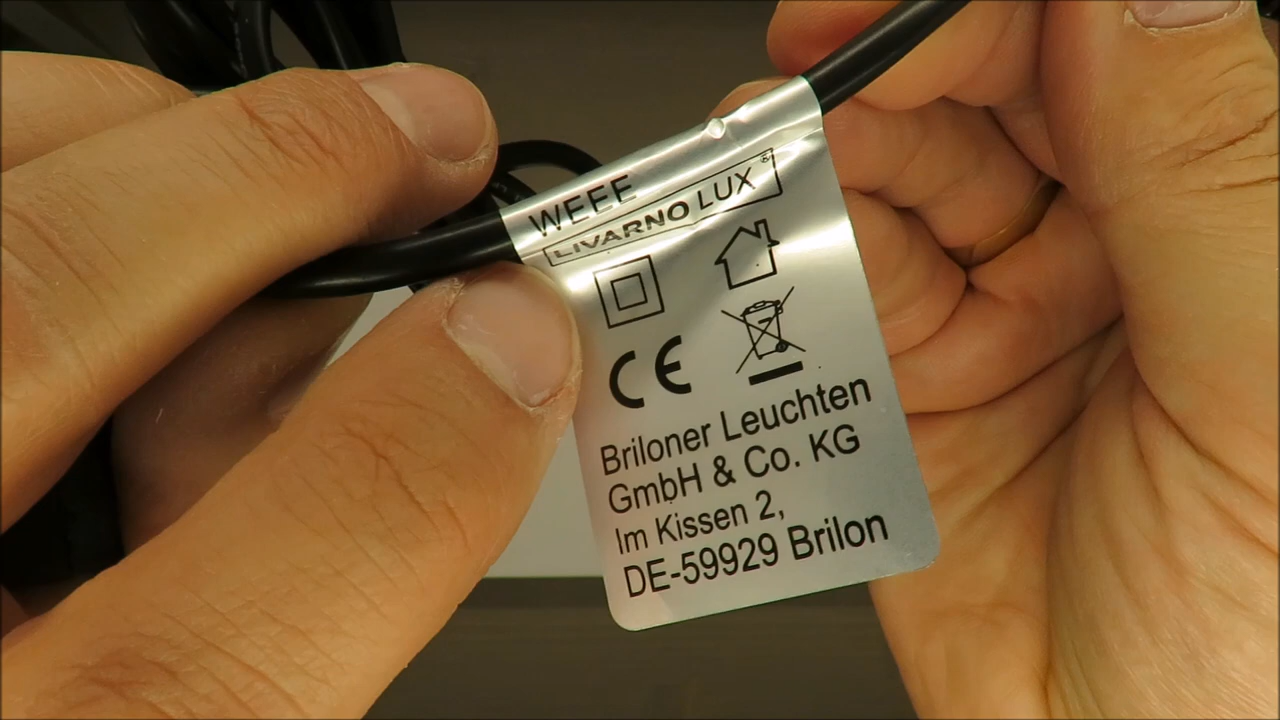 WEEE
LIVARNO LUX®
CE
Briloner Leuchten
GmbH & Co. KG
Im Kissen 2,
DE-59929 Brilon